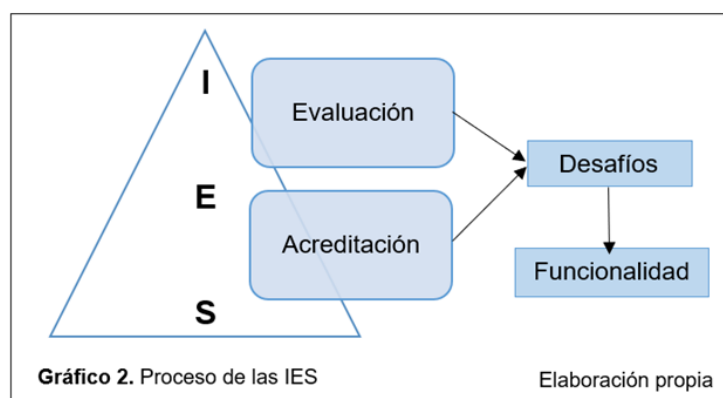 I
Evaluación
E
Desafíos
Acreditación
Funcionalidad
S
Gráfico 2. Proceso de las IES
Elaboración propia